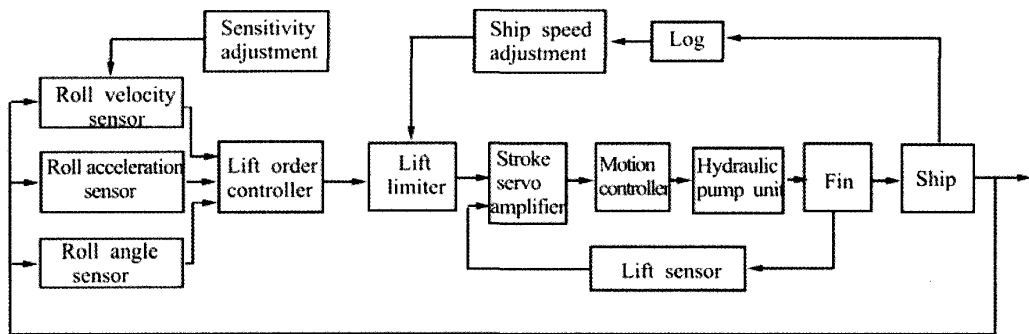 Sensitivity
adjustment
Ship speed
adjustment
Log
Roll velocity
sensor
Roll acceleration
sensor
Roll angle
sensor
Lift order
controller
Lift
limiter
Stroke
servo
amplifier
Motion
controller
Hydraulic
pump unit
Fin
Ship
Lift sensor